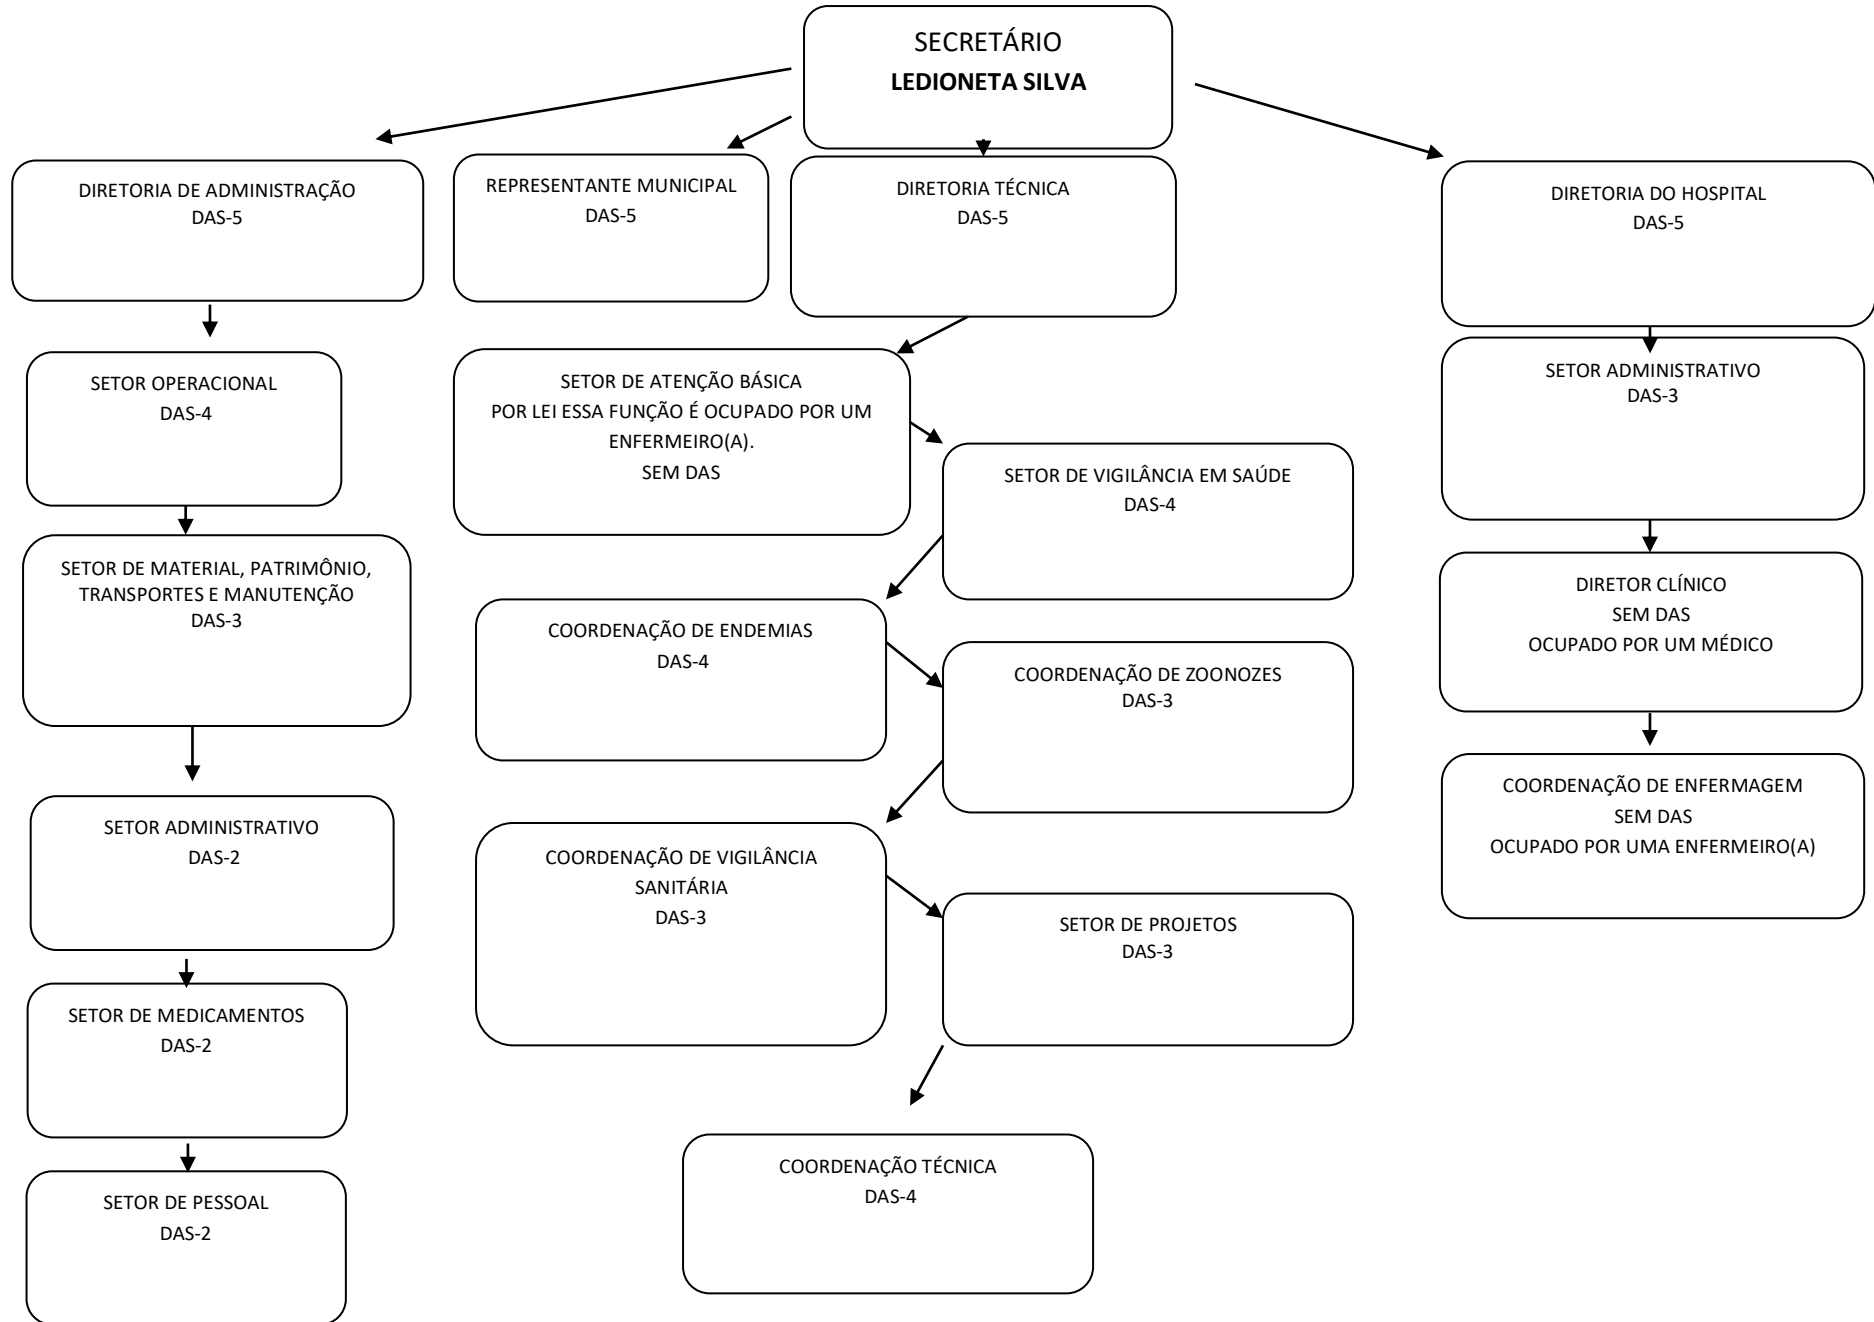 SECRETÁRIO
LEDIONETA SILVA
DIRETORIA DE ADMINISTRAÇÃO
DAS-5
REPRESENTANTE MUNICIPAL
DAS-5
DIRETORIA TÉCNICA
DAS-5
DIRETORIA DO HOSPITAL
DAS-5
SETOR OPERACIONAL
DAS-4
SETOR DE ATENÇÃO BÁSICA
POR LEI ESSA FUNÇÃO É OCUPADO POR UM
ENFERMEIRO(A).
SEM DAS
SETOR ADMINISTRATIVO
DAS-3
SETOR DE VIGILÂNCIA EM SAÚDE
DAS-4
SETOR DE MATERIAL, PATRIMÔNIO,
TRANSPORTES E MANUTENÇÃO
DAS-3
DIRETOR CLÍNICO
SEM DAS
OCUPADO POR UM MÉDICO
COORDENAÇÃO DE ENDEMIAS
DAS-4
COORDENAÇÃO DE ZOONOZES
DAS-3
COORDENAÇÃO DE ENFERMAGEM
SEM DAS
OCUPADO POR UMA ENFERMEIRO(A)
SETOR ADMINISTRATIVO
DAS-2
COORDENAÇÃO DE VIGILÂNCIA
SANITÁRIA
DAS-3
SETOR DE PROJETOS
DAS-3
SETOR DE MEDICAMENTOS
DAS-2
COORDENAÇÃO TÉCNICA
DAS-4
SETOR DE PESSOAL
DAS-2